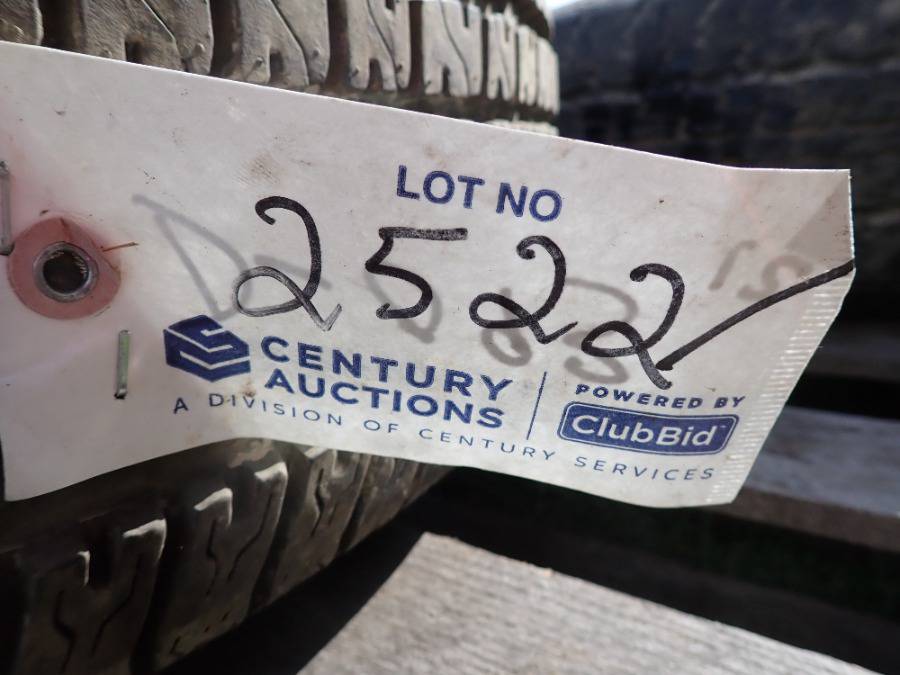 LOT NO
2522
CENTURY
AUCTIONS
A DIVISION OF CENTURY SERVICES
POWERED BY
ClubBid